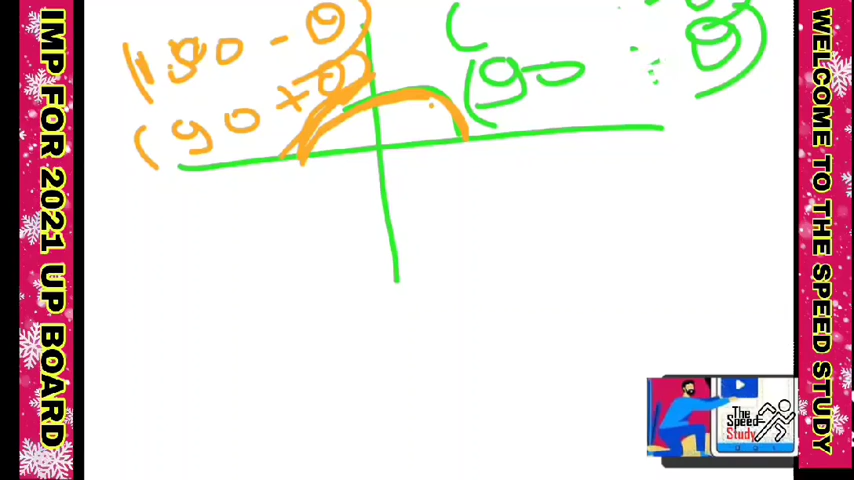 IMP FOR 2021 UP BOARD
(180 - θ)
(90 + θ)
(90 - θ)
WELCOME TO THE SPEED STUDY
The
Speed
Study